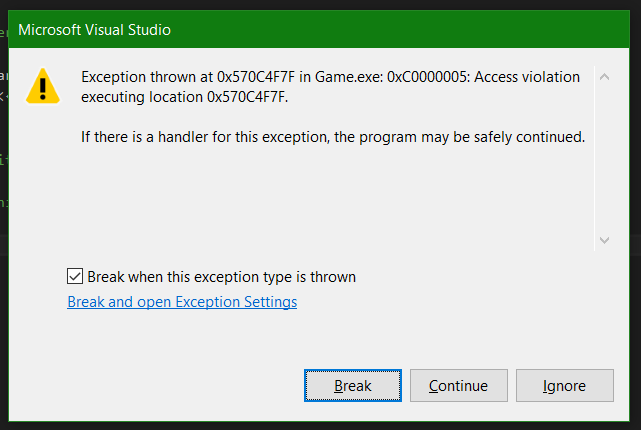 Microsoft Visual Studio
Exception thrown at 0x570C4F7F in Game.exe: 0xC0000005: Access violation
executing location 0x570C4F7F.
If there is a handler for this exception, the program may be safely continued.
Break when this exception type is thrown
Break and open Exception Settings
Break
Continue
Ignore